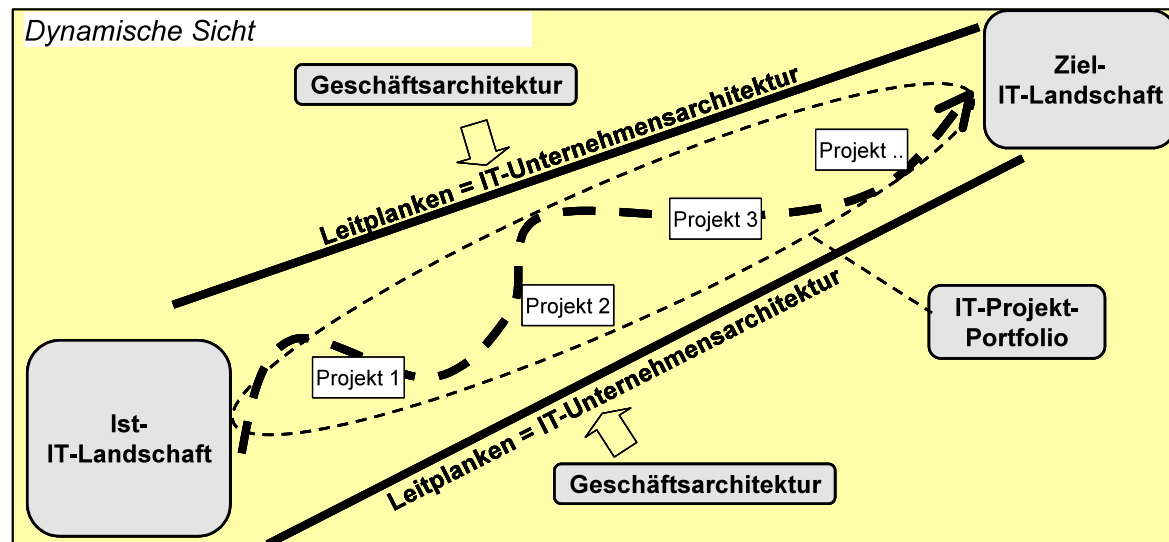 Dynamische Sicht
Geschäftsarchitektur
Ziel-
IT-Landschaft
Leitplanken = IT-Unternehmensarchitektur
Projekt ..
Projekt 3
Projekt 2
Projekt 1
IT-Projekt-
Portfolio
Ist-
IT-Landschaft
Leitplanken = IT-Unternehmensarchitektur
Geschäftsarchitektur